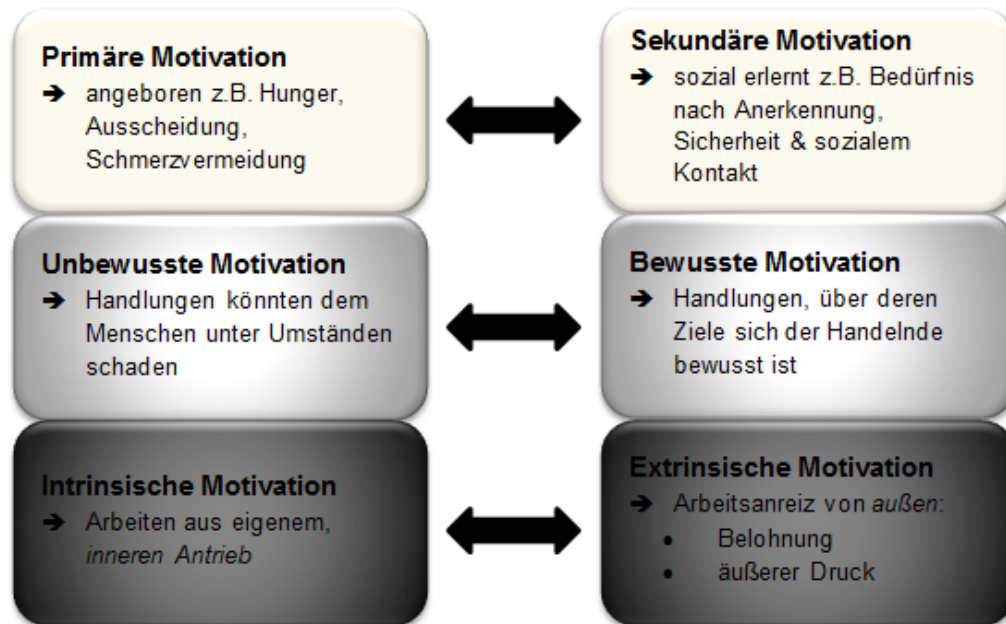 Primäre Motivation
➔ angeboren z.B. Hunger,
Ausscheidung,
Schmerzvermeidung
Sekundäre Motivation
➔ sozial erlernt z.B. Bedürfnis
nach Anerkennung,
Sicherheit & sozialem
Kontakt
Unbewusste Motivation
➔ Handlungen könnten dem
Menschen unter Umständen
schaden
Bewusste Motivation
➔ Handlungen, über deren
Ziele sich der Handelnde
bewusst ist
Intrinsische Motivation
➔ Arbeiten aus eigenem,
inneren Antrieb
Extrinsische Motivation
➔ Arbeitsanreiz von außen:
• Belohnung
• äußerer Druck